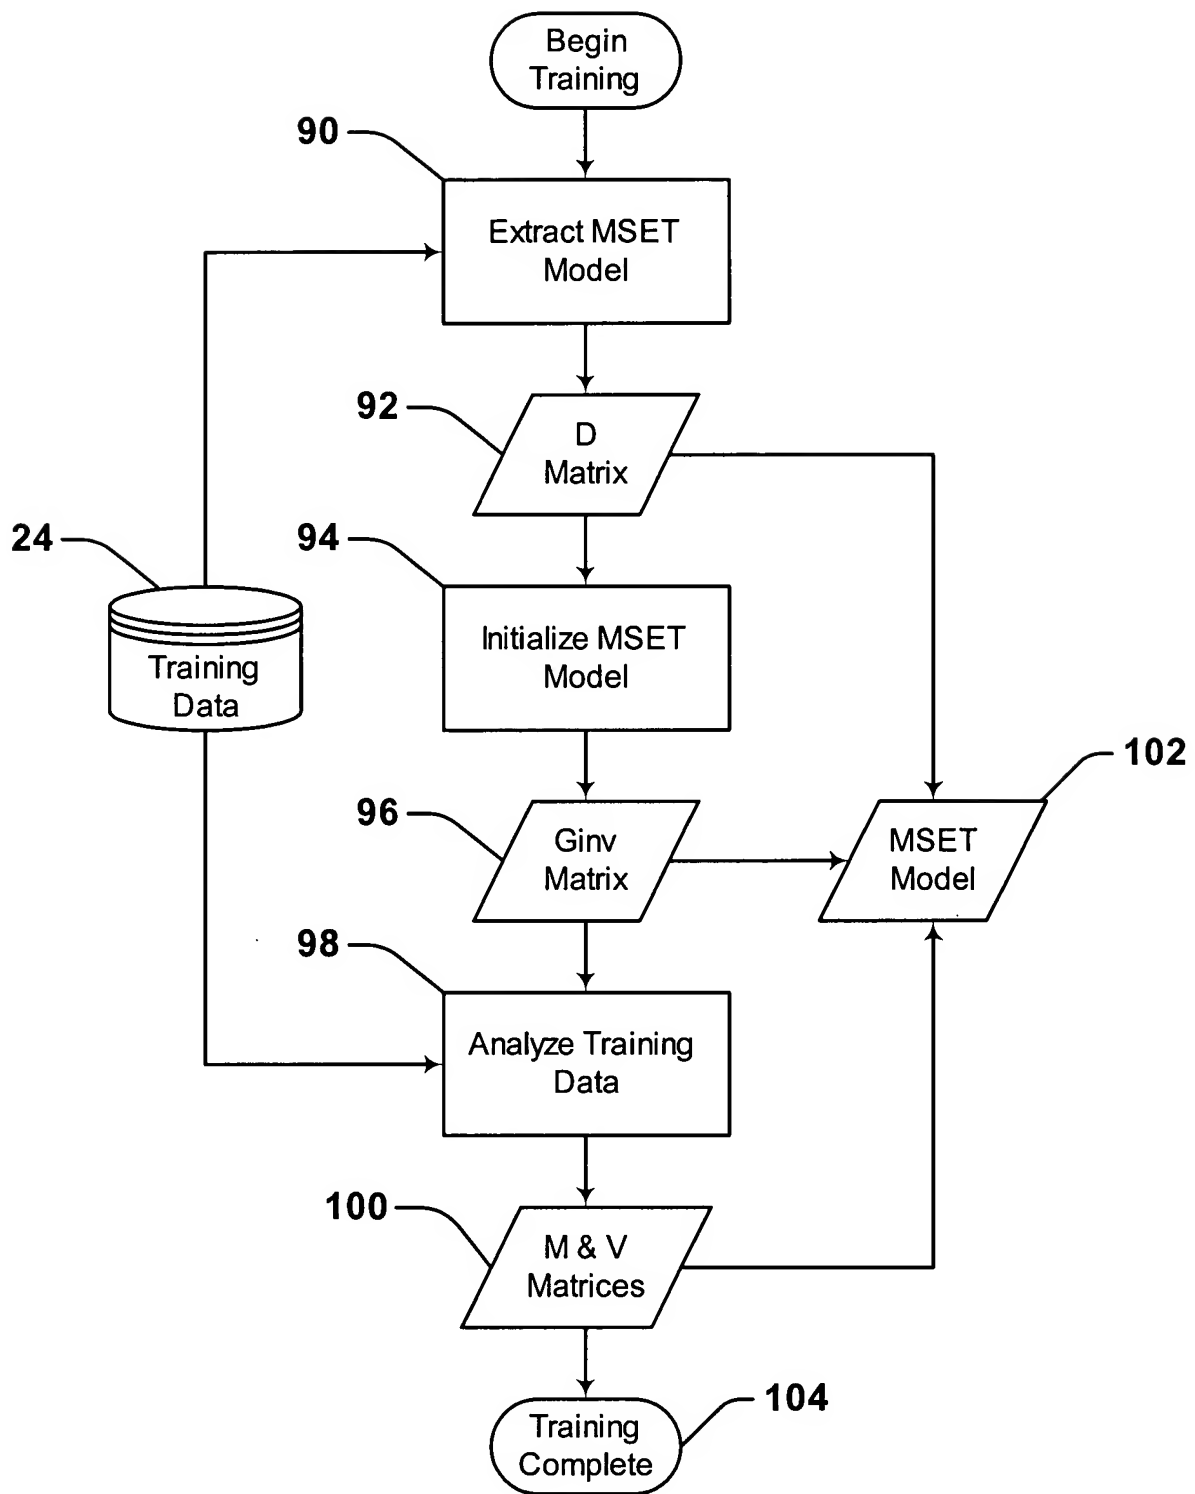 Begin
Training
90
Extract MSET
Model
92
D
Matrix
24
94
Training
Data
Initialize MSET
Model
102
96
Ginv
Matrix
MSET
Model
98
Analyze Training
Data
100
M & V
Matrices
104
Training
Complete